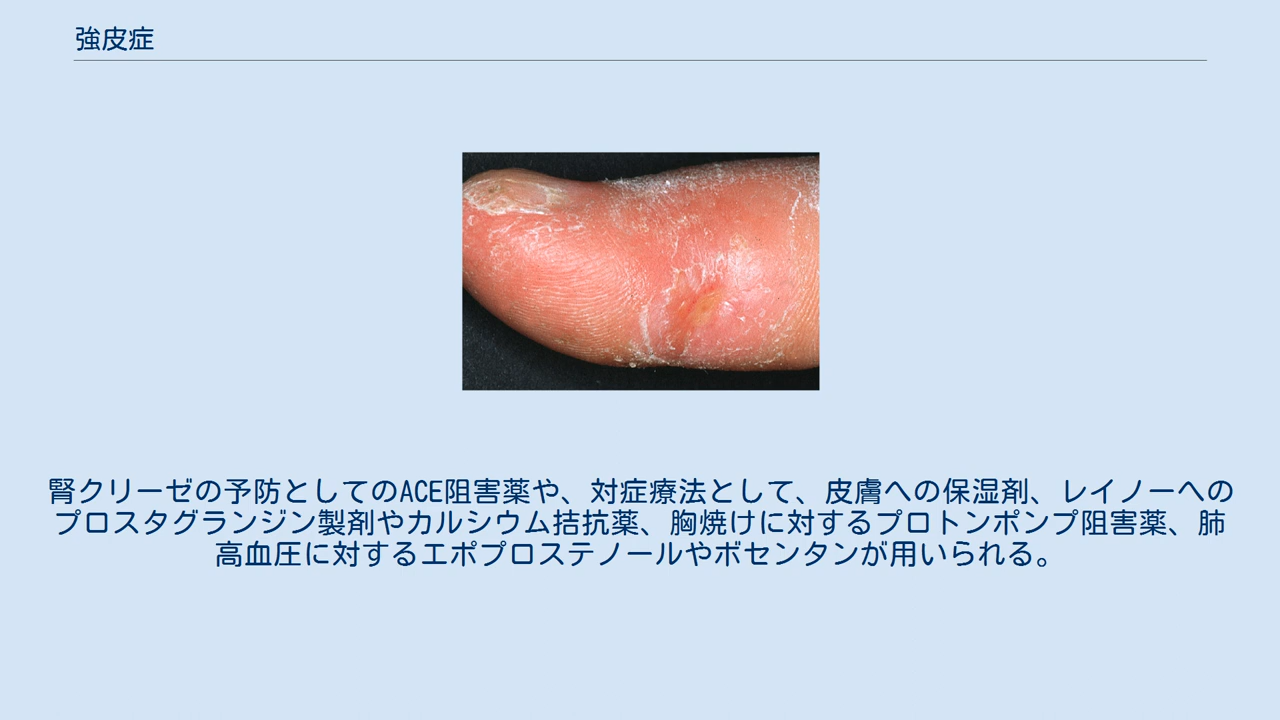 強皮症
腎クリーゼの予防としてのACE阻害薬や、対症療法として、皮膚への保湿剤、レイノーへの
プロスタグランジン製剤やカルシウム拮抗薬、胸焼けに対するプロトンポンプ阻害薬、肺
高血圧に対するエポプロステノールやボセンタンが用いられる。